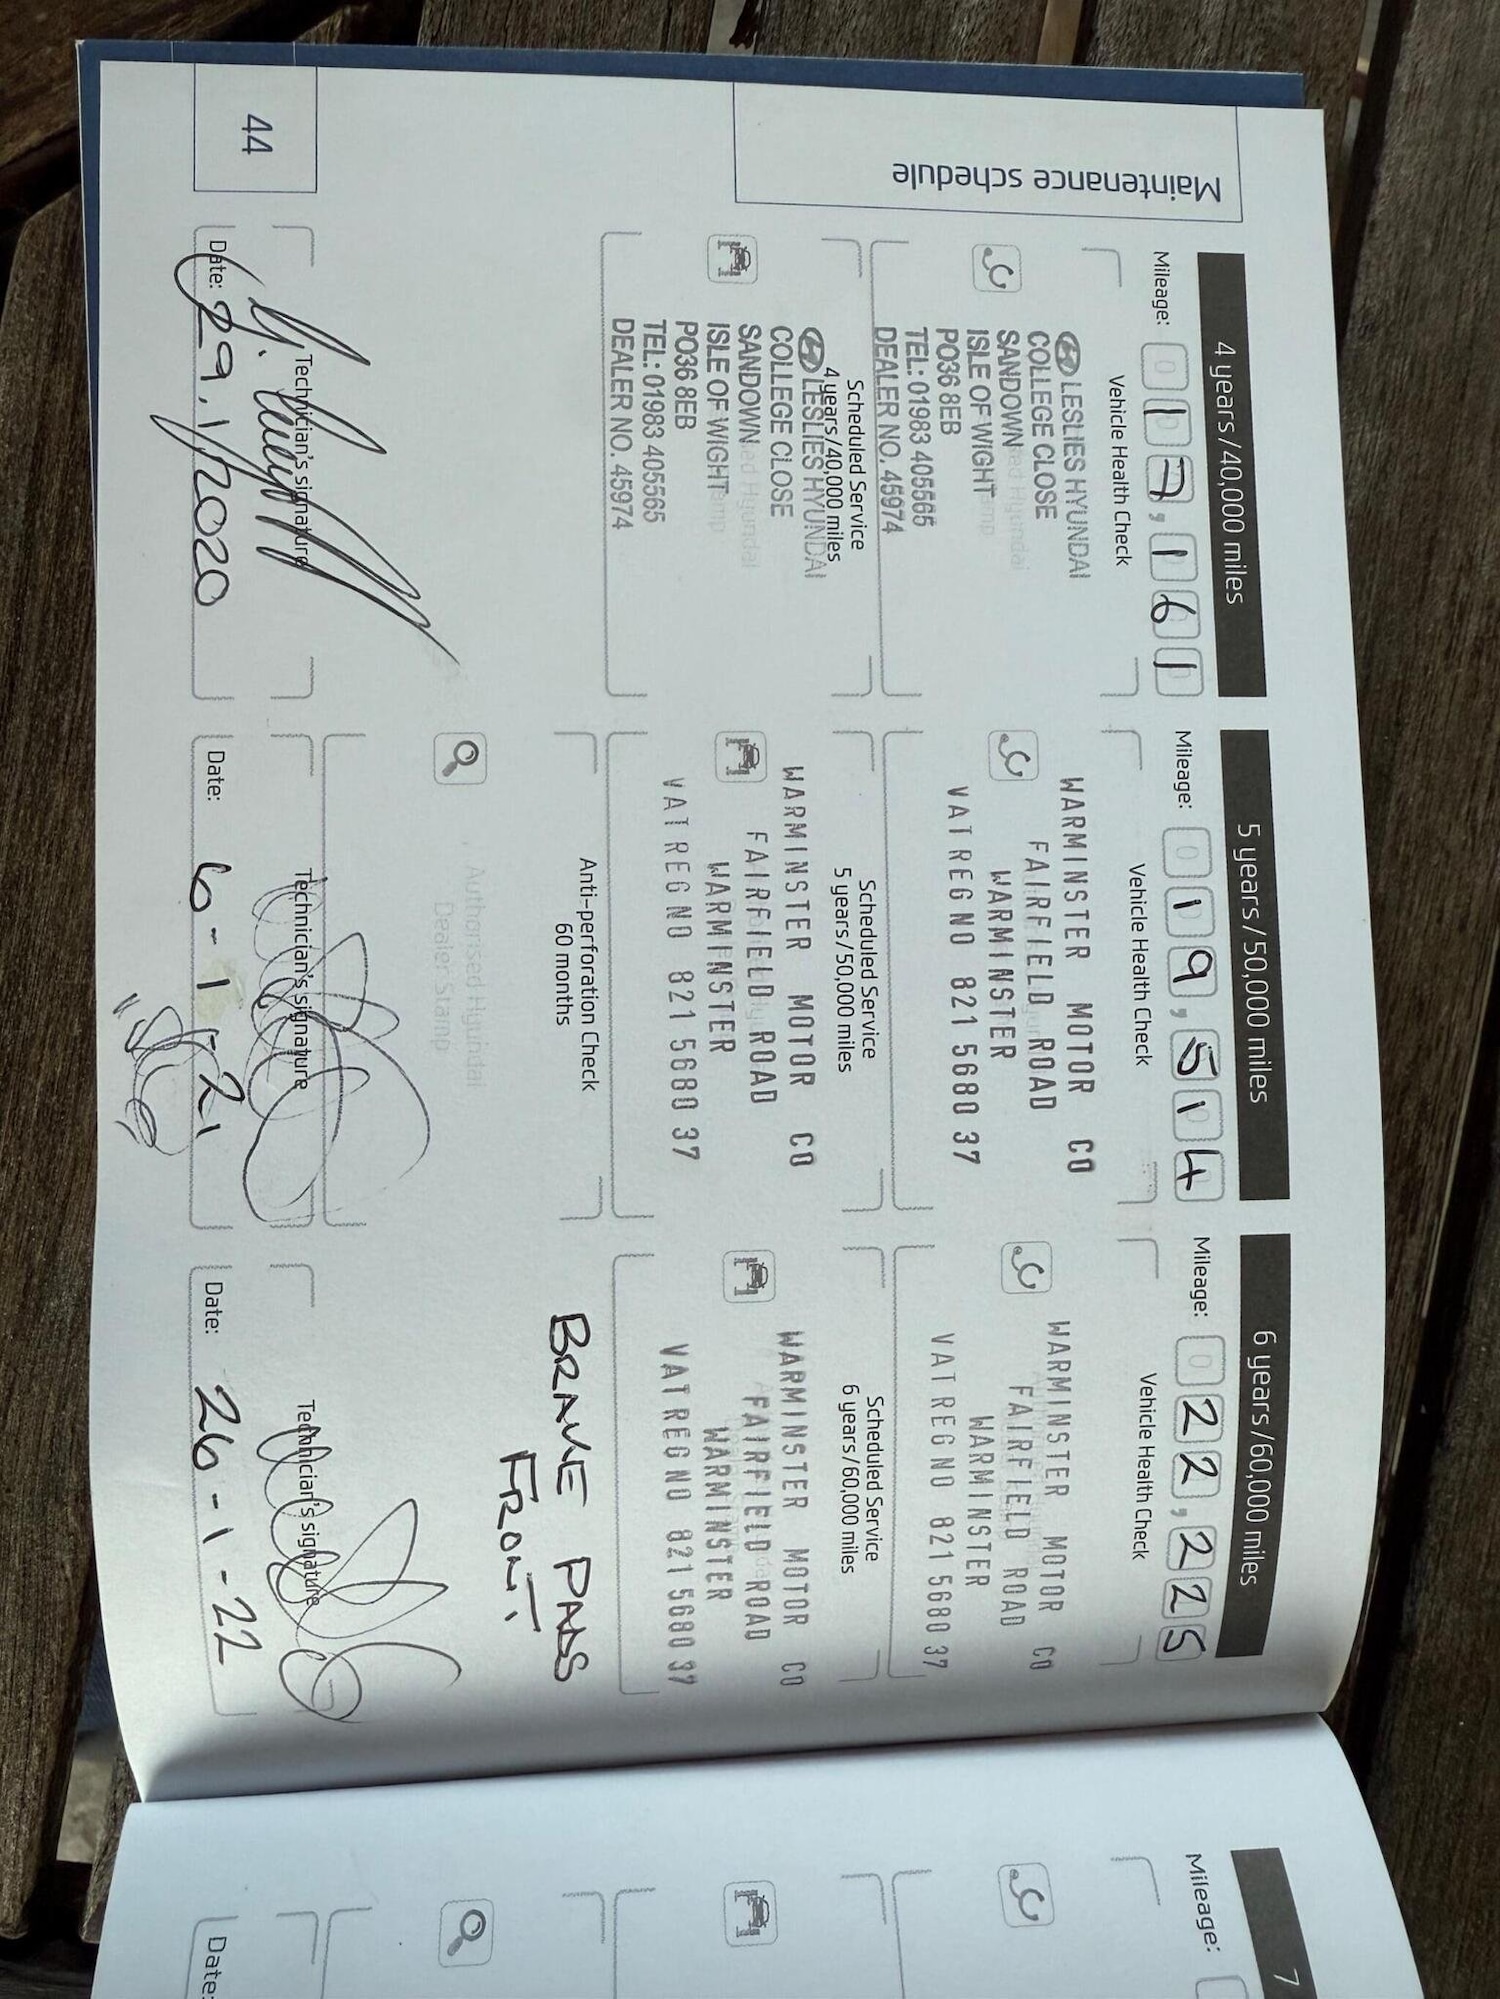 Maintenance schedule
4 years/40,000 miles
Mileage: 017,161
Vehicle Health Check
LESLIES HYUNDAI
COLLEGE CLOSE
SANDOWN
ISLE OF WIGHT
PO36 8EB
TEL: 01983 405565
DEALER NO. 45974
Scheduled Service
4 years/40,000 miles
LESLIES HYUNDAI
COLLEGE CLOSE
SANDOWN
ISLE OF WIGHT
PO36 8EB
TEL: 01983 405565
DEALER NO. 45974
Technician's signature
Date: 29.1/2020
5 years/50,000 miles
Mileage: 019,514
Vehicle Health Check
WARMINSTER MOTOR CO
FAIRFIELD ROAD
WARMINSTER
VAT REG NO 821 5680 37
Scheduled Service
5 years/50,000 miles
WARMINSTER MOTOR CO
FAIRFIELD ROAD
WARMINSTER
VAT REG NO 821 5680 37
Anti-perforation Check
60 months
Authorised Hyundai
Dealer Stamp
Technician's signature
Date: 6-1-21
6 years/60,000 miles
Mileage: 022,225
Vehicle Health Check
WARMINSTER MOTOR CO
FAIRFIELD ROAD
WARMINSTER
VAT REG NO 821 5680 37
Scheduled Service
6 years/60,000 miles
WARMINSTER MOTOR CO
FAIRFIELD ROAD
WARMINSTER
VAT REG NO 821 5680 37
BRAKE PADS
FRONT.
Technician's signature
Date: 26-1-22
44
7
Mileage:
Date: